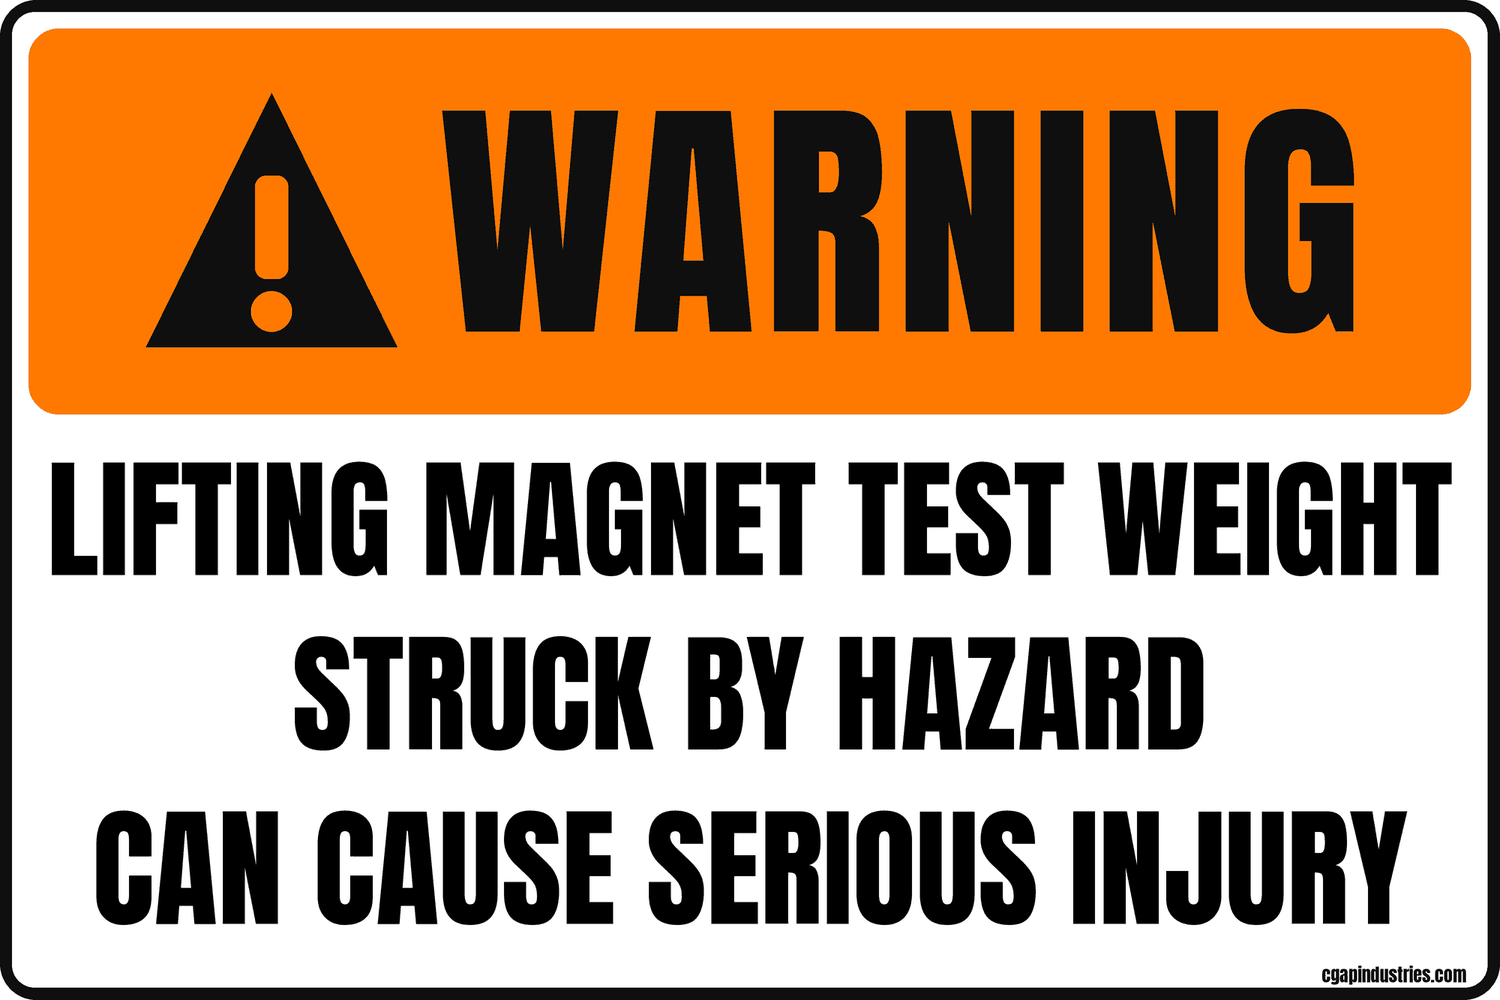 WARNING
LIFTING MAGNET TEST WEIGHT
STRUCK BY HAZARD
CAN CAUSE SERIOUS INJURY
cgapindustries.com